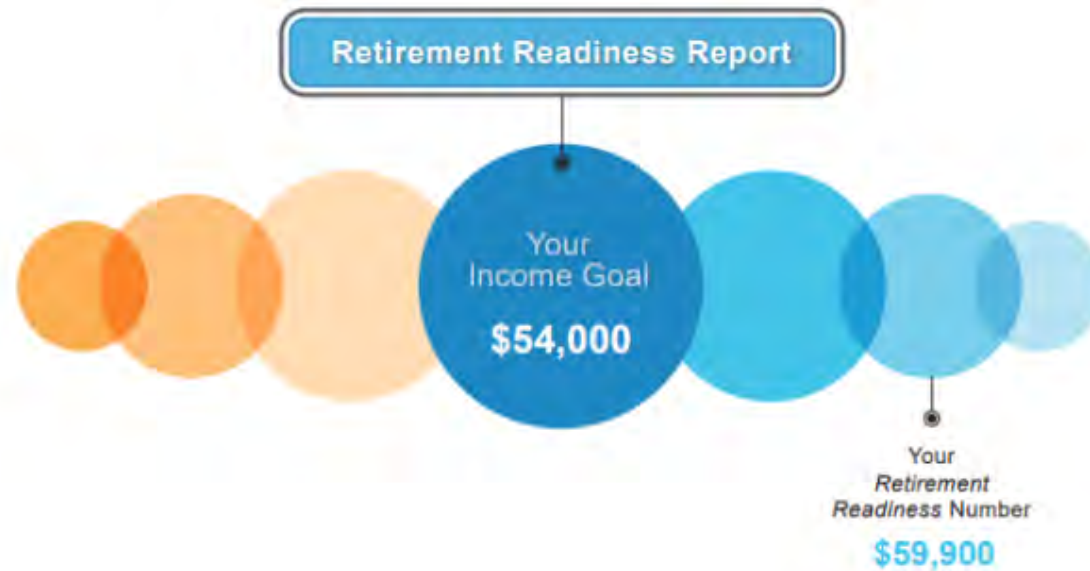 Retirement Readiness Report
Your
Income Goal
$54,000
Your
Retirement
Readiness Number
$59,900